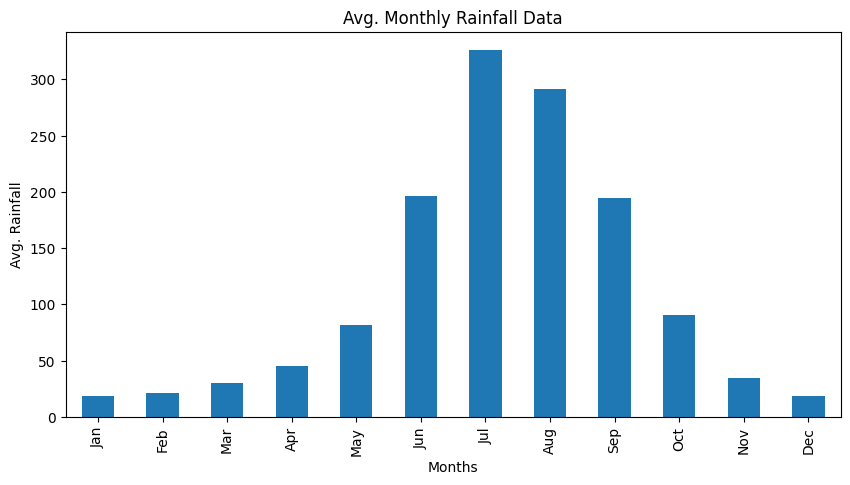 Avg. Monthly Rainfall Data
Avg. Rainfall
300
250
200
150
100
50
0
Jan
Feb
Mar
Apr
May
Jun
Jul
Aug
Sep
Oct
Nov
Dec
Months